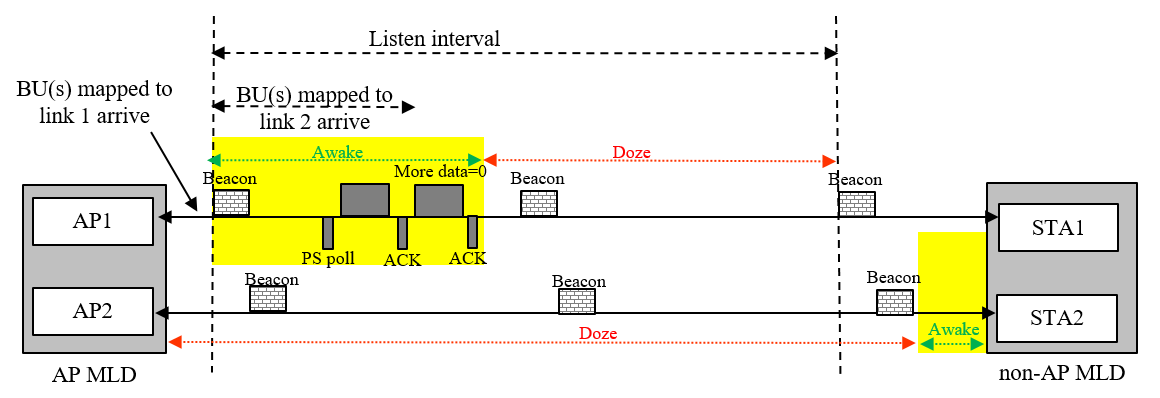 Listen interval
BU(s) mapped to
link 1 arrive
BU(s) mapped to
link 2 arrive
Awake
Doze
More data=0
Beacon
Beacon
Beacon
AP1
STA1
PS poll
ACK
ACK
Beacon
Beacon
Beacon
AP2
STA2
Doze
Awake
AP MLD
non-AP MLD